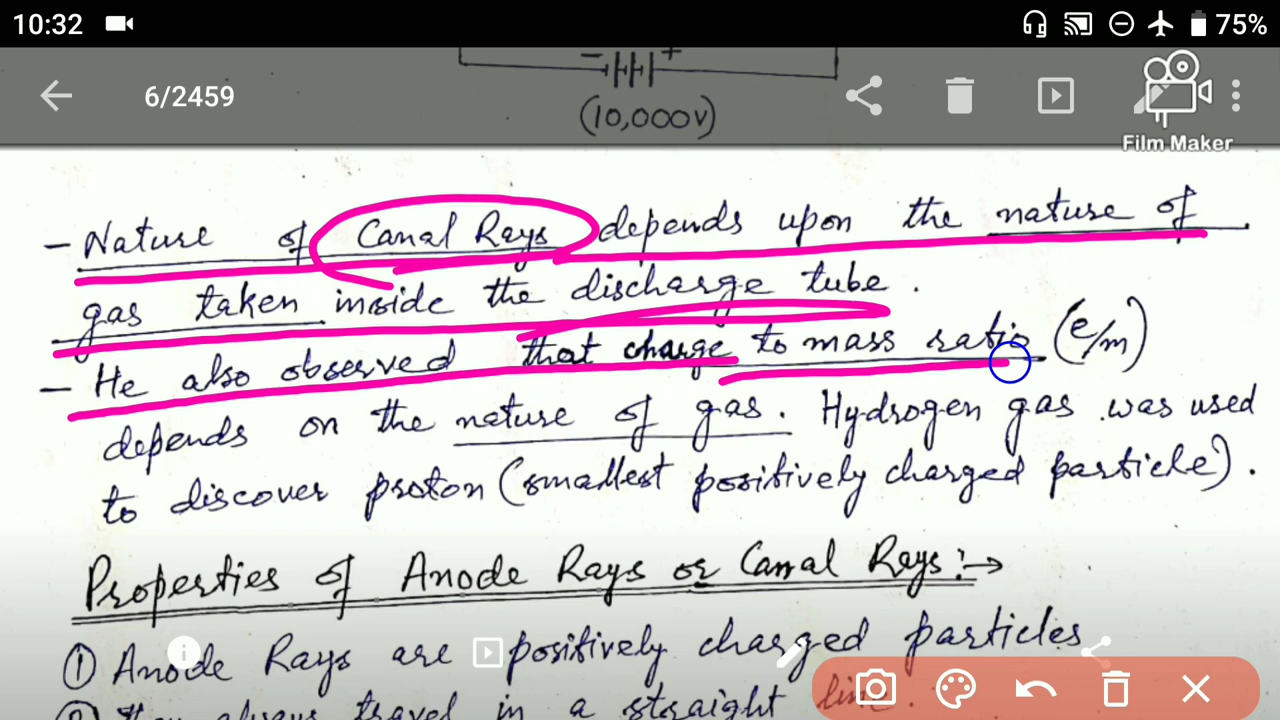 10:32 75%
6/2459
Film Maker
− +
(10,000V)
- Nature of Canal Rays depends upon the nature of
gas taken inside the discharge tube.
- He also observed that charge to mass ratio (e/m)
depends on the nature of gas. Hydrogen gas was used
to discover proton (smallest positively charged particle).
Properties of Anode Rays or Canal Rays:→
① Anode Rays are positively charged particles
② They always travel in a straight line.